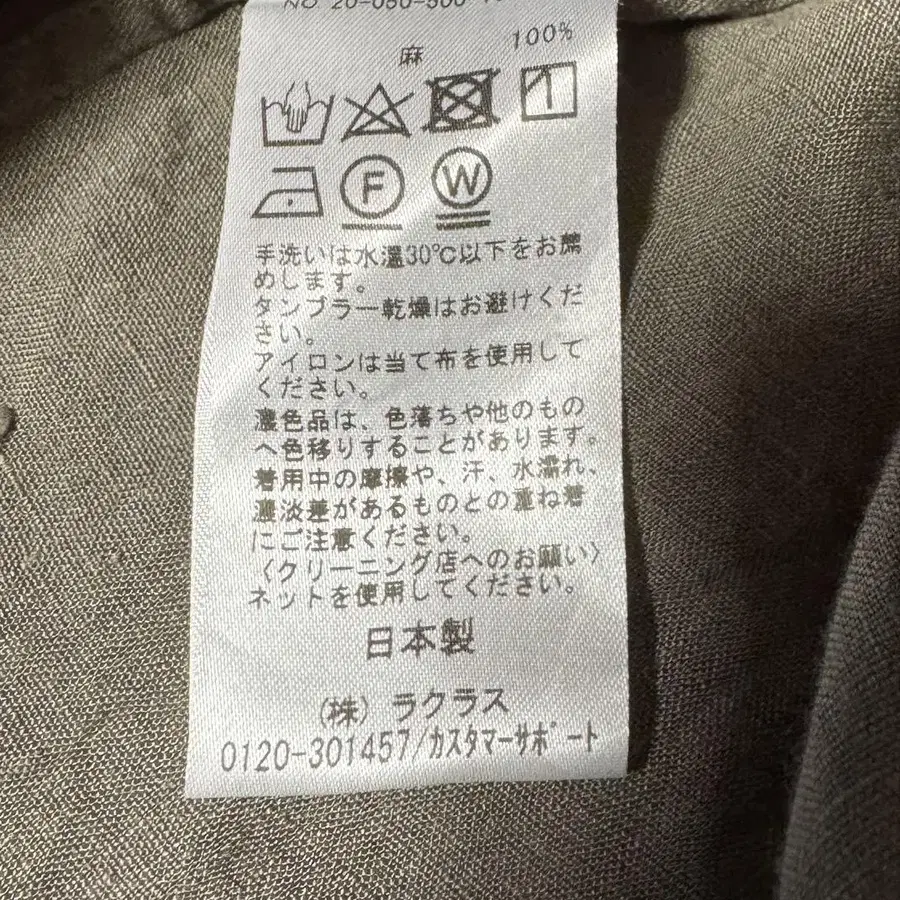 麻 100%
F W
手洗いは水温30℃以下をお薦
めします。
タンブラー乾燥はお避けくだ
さい。
アイロンは当て布を使用して
ください。
濃色品は、色落ちや他のもの
へ色移りすることがあります。
着用中の摩擦や、汗、水濡れ、
濃淡差があるものとの重ね着
にご注意ください。
〈クリーニング店へのお願い〉
ネットを使用してください。
日本製
(株) ラクラス
0120-301457/ｶｽﾀﾏｰｻﾎﾟｰﾄ